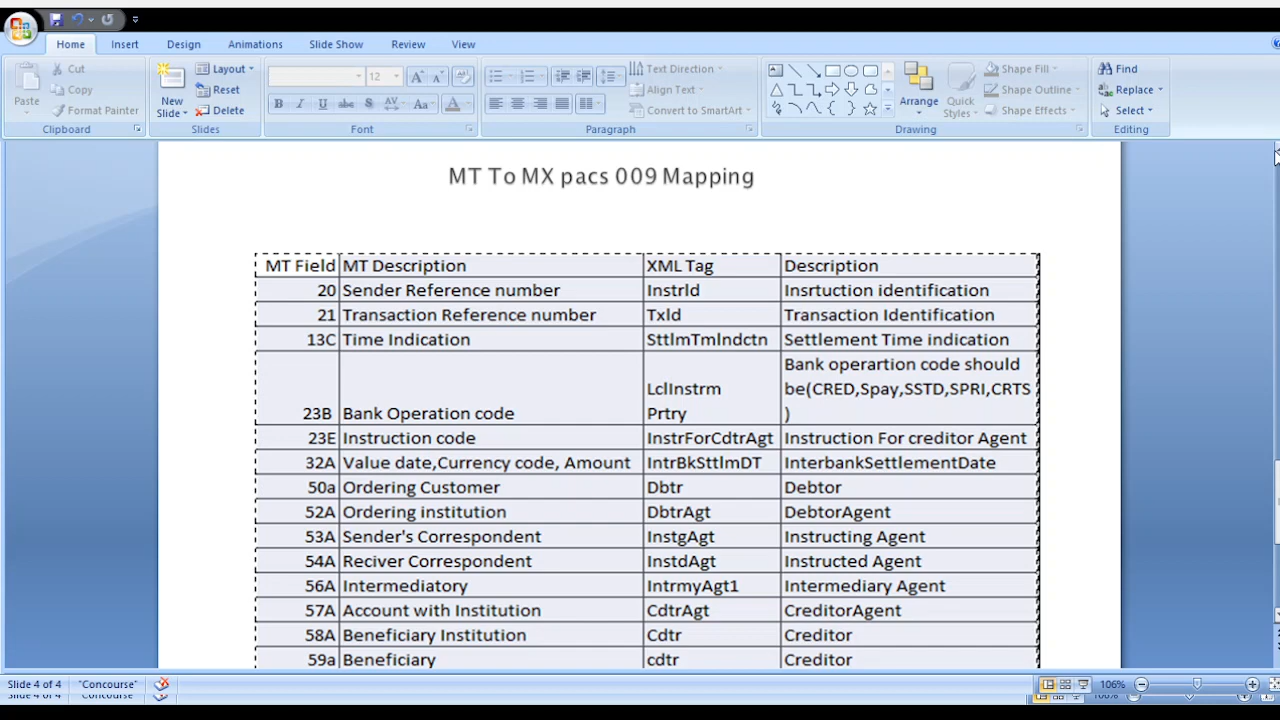 Home Insert Design Animations Slide Show Review View
Paste Cut Copy Format Painter
Clipboard
New Slide Layout Reset Delete
Slides
12
B I U abe S AV Aa A
Font
Text Direction Align Text Convert to SmartArt
Paragraph
Arrange Quick Styles Shape Fill Shape Outline Shape Effects
Drawing
Find Replace Select
Editing
MT To MX pacs 009 Mapping
MT Field MT Description XML Tag Description
20 Sender Reference number InstrId Insrtuction identification
21 Transaction Reference number TxId Transaction Identification
13C Time Indication SttlmTmIndctn Settlement Time indication
23B Bank Operation code LclInstrm Prtry Bank operartion code should be(CRED,Spay,SSTD,SPRI,CRTS)
23E Instruction code InstrForCdtrAgt Instruction For creditor Agent
32A Value date,Currency code, Amount IntrBkSttlmDT InterbankSettlementDate
50a Ordering Customer Dbtr Debtor
52A Ordering institution DbtrAgt DebtorAgent
53A Sender's Correspondent InstgAgt Instructing Agent
54A Reciver Correspondent InstdAgt Instructed Agent
56A Intermediatory IntrmyAgt1 Intermediary Agent
57A Account with Institution CdtrAgt CreditorAgent
58A Beneficiary Institution Cdtr Creditor
59a Beneficiary cdtr Creditor
Slide 4 of 4 "Concourse" 106%